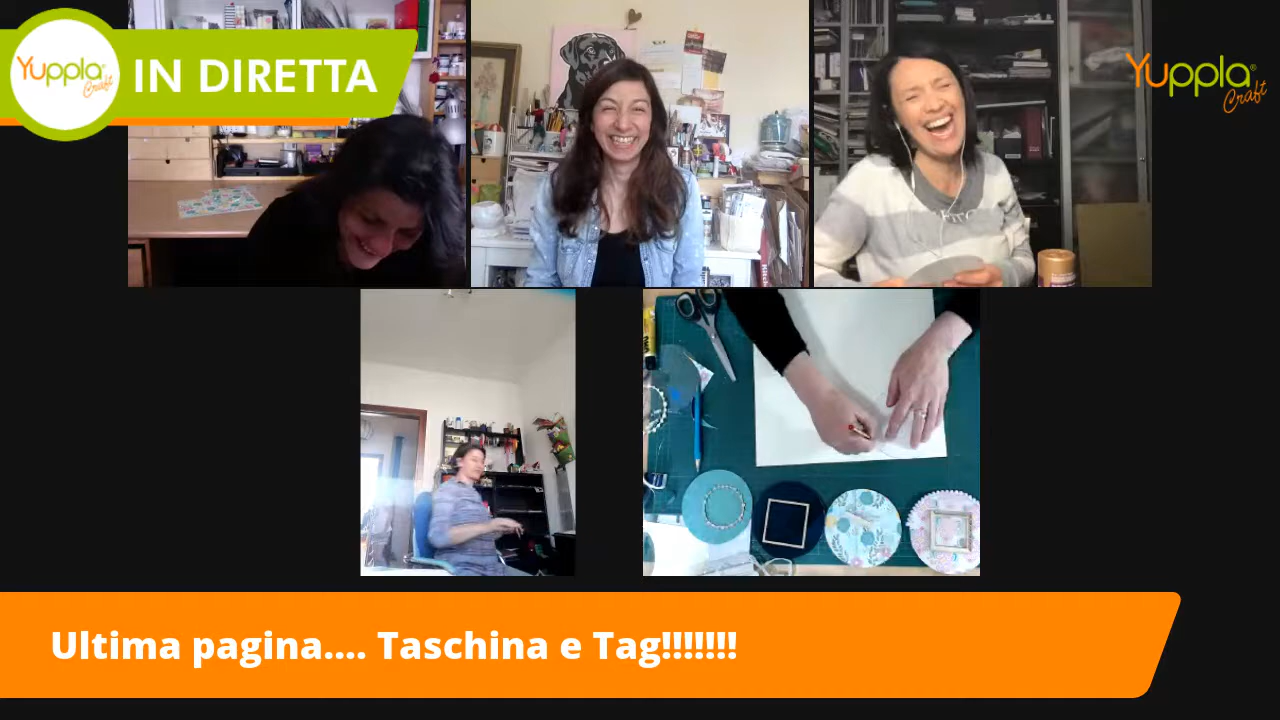 Yuppla®
Craft
IN DIRETTA
Yuppla®
Craft
Ultima pagina.... Taschina e Tag!!!!!!!